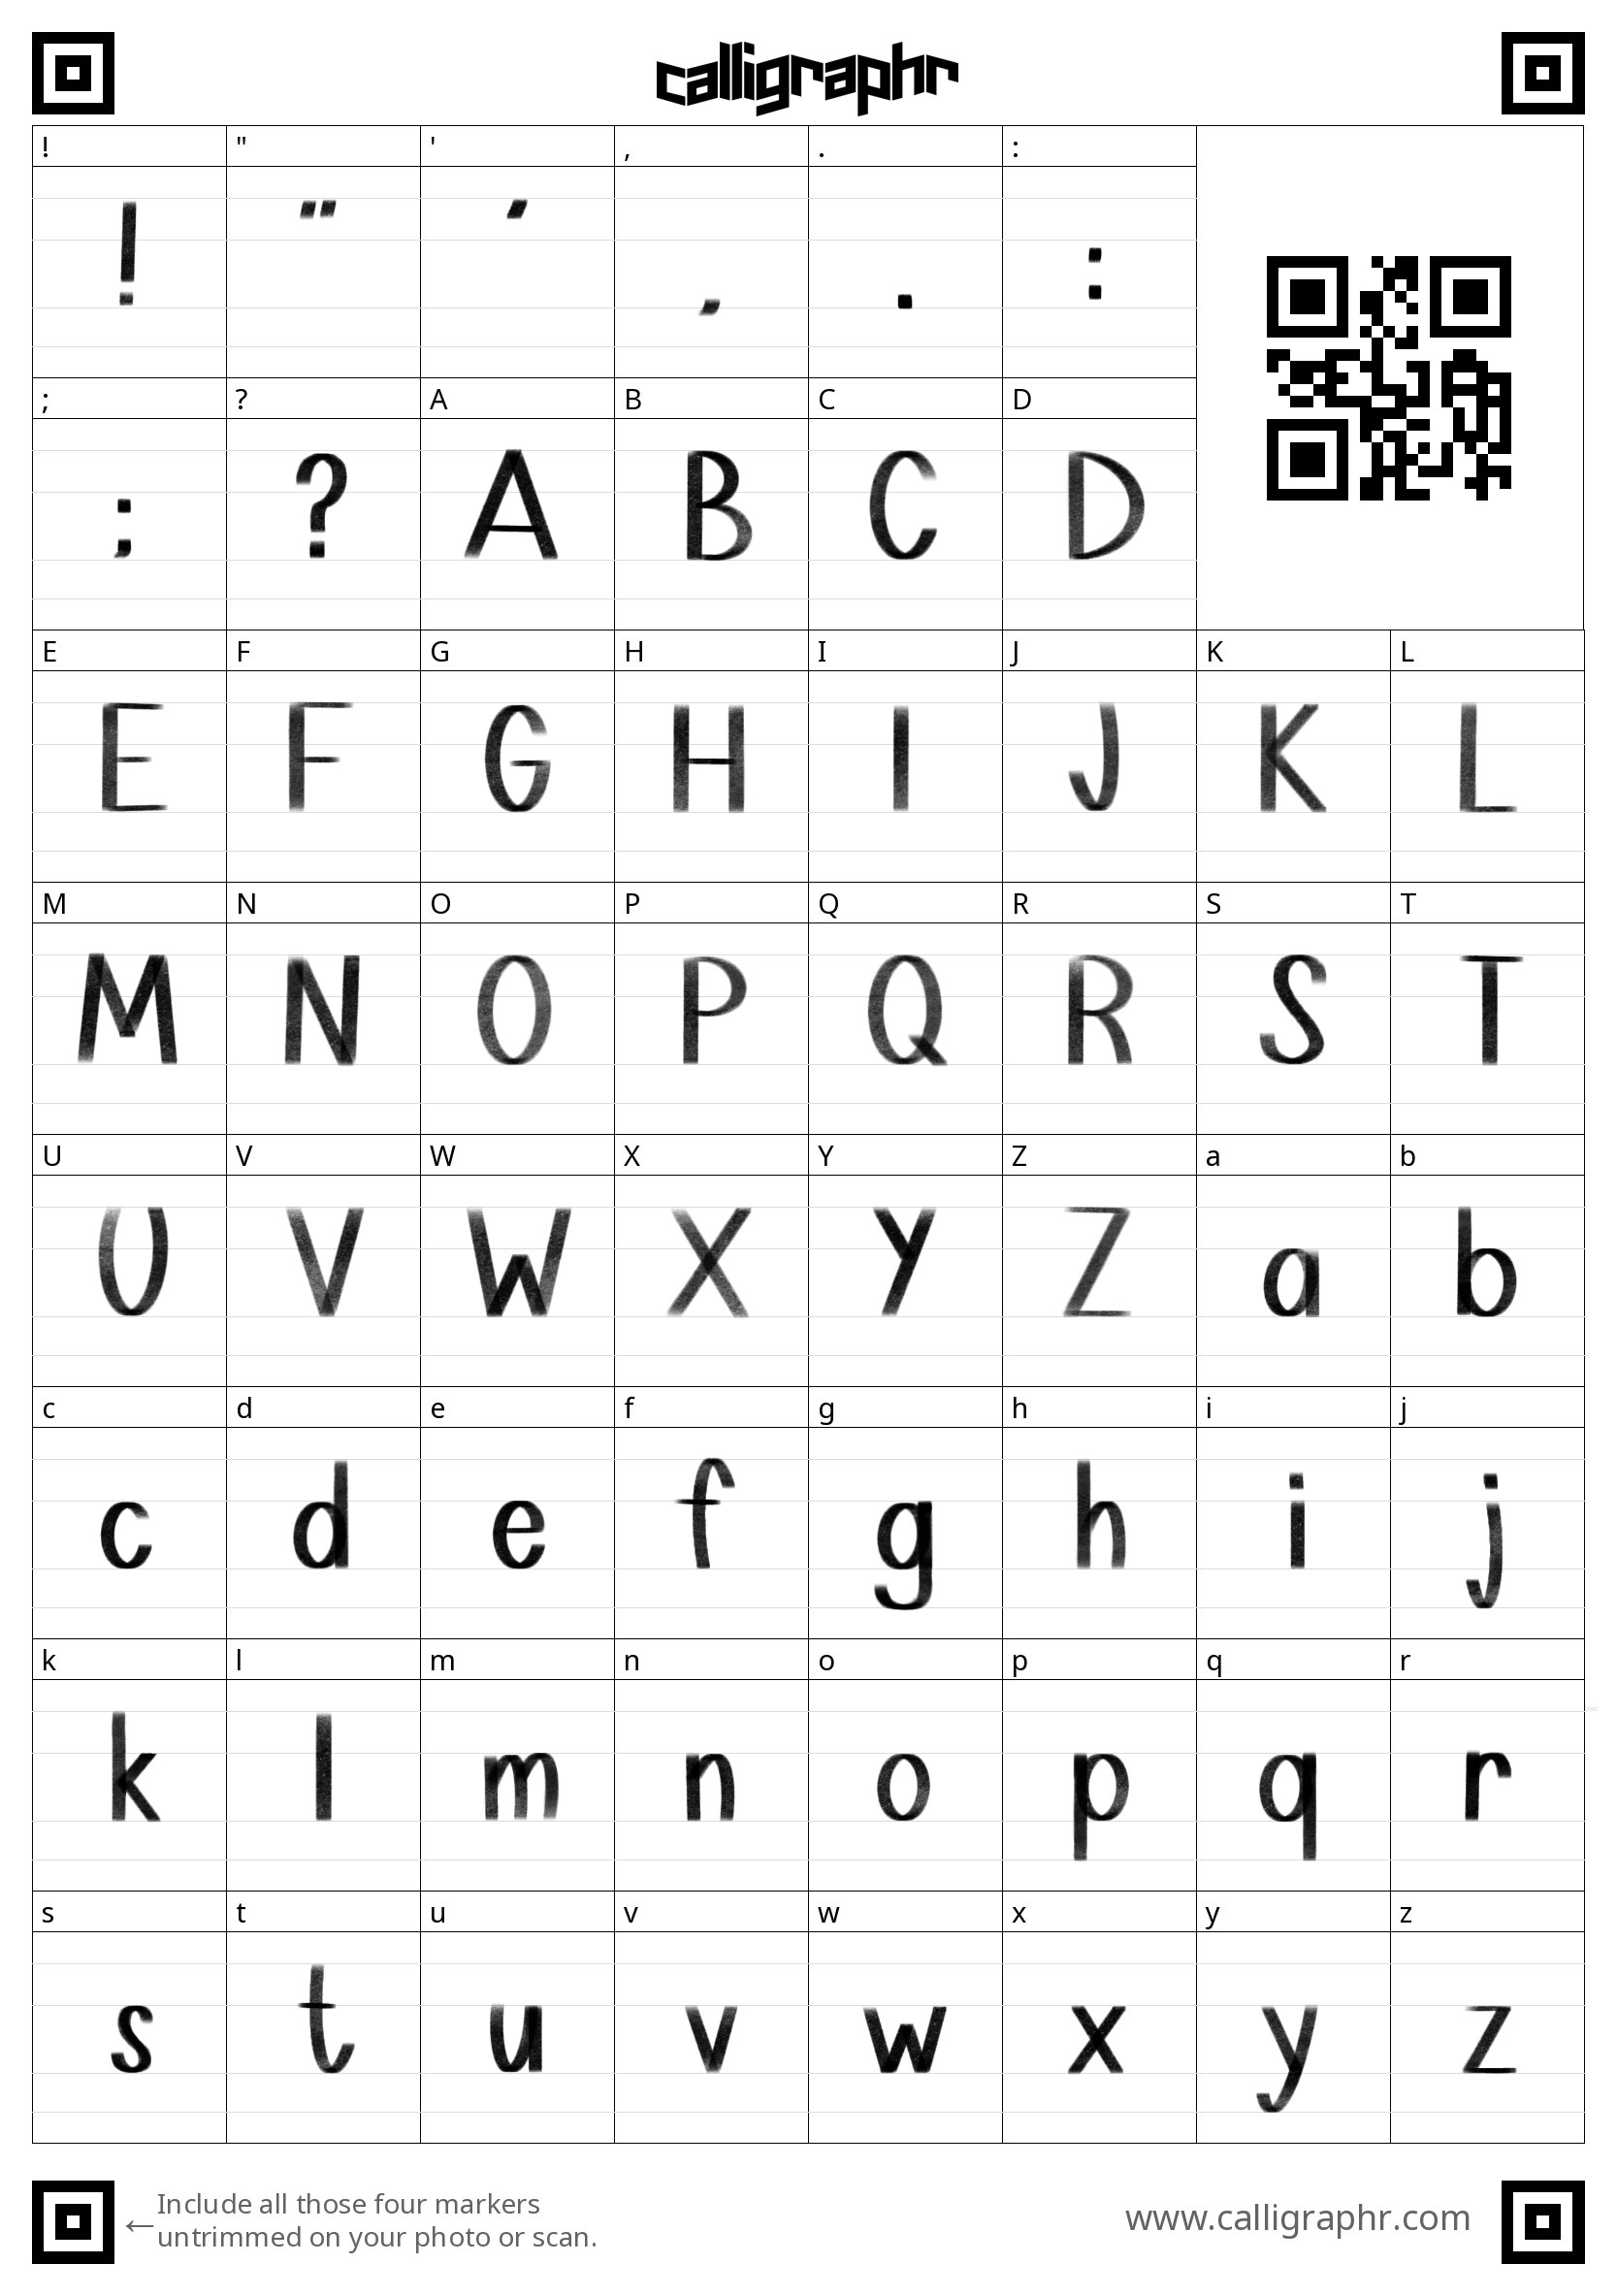 calligraphr
! " ' , . :
! " ' , . :
; ? A B C D
; ? A B C D
E F G H I J K L
E F G H I J K L
M N O P Q R S T
M N O P Q R S T
U V W X Y Z a b
U V W X Y Z a b
c d e f g h i j
c d e f g h i j
k l m n o p q r
k l m n o p q r
s t u v w x y z
s t u v w x y z
←Include all those four markers
untrimmed on your photo or scan.
www.calligraphr.com